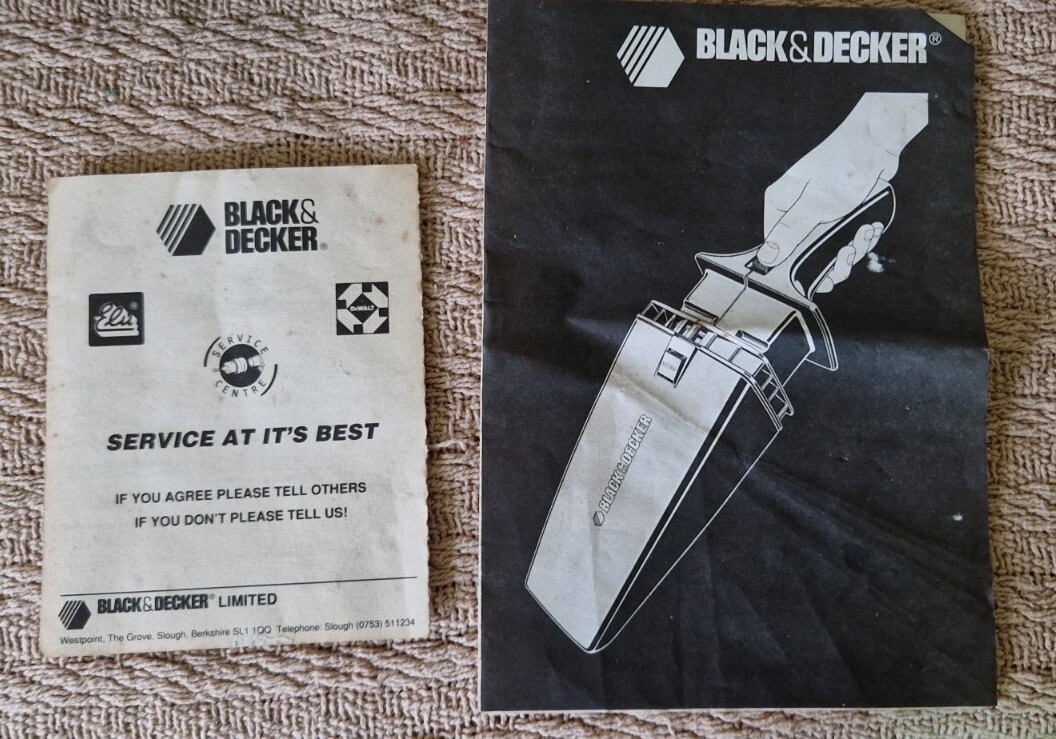 BLACK&
DECKER®
Elu®
DEWALT
SERVICE
CENTRE
SERVICE AT IT'S BEST
IF YOU AGREE PLEASE TELL OTHERS
IF YOU DON'T PLEASE TELL US!
BLACK&DECKER® LIMITED
Westpoint, The Grove. Slough, Berkshire SL1 1QQ Telephone: Slough (0753) 511234
BLACK&DECKER®
BLACK&DECKER